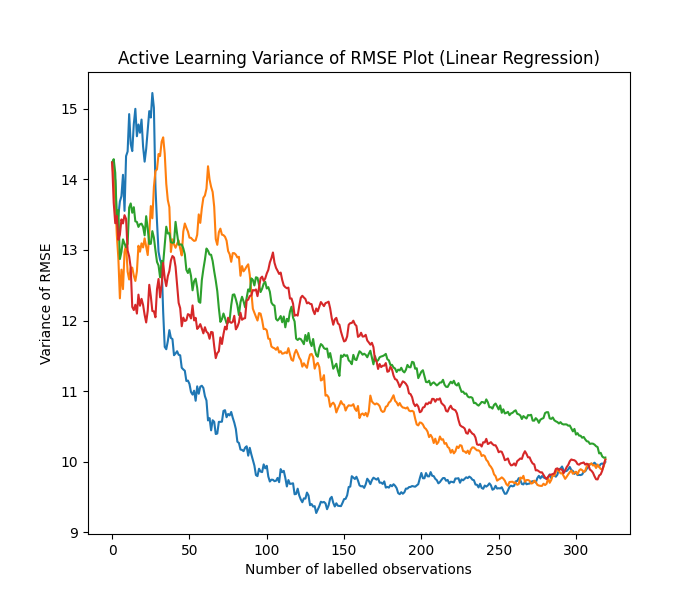 Active Learning Variance of RMSE Plot (Linear Regression)
Variance of RMSE
15
14
13
12
11
10
9
0 50 100 150 200 250 300
Number of labelled observations